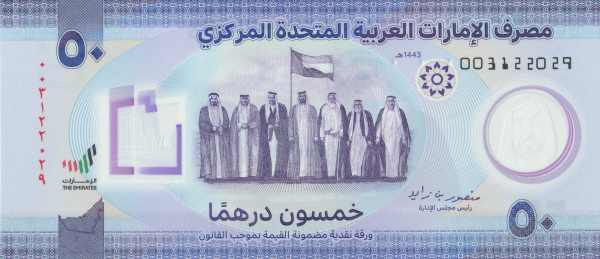 مصرف الإمارات العربية المتحدة المركزي
٥٠
1443هـ
003122029
٠٠٣١٢٢٠٢٩
الإمارات
THE EMIRATES
منصور بن زايد
رئيس مجلس الإدارة
خمسون درهمًا
٥٠
ورقة نقدية مضمونة القيمة بموجب القانون